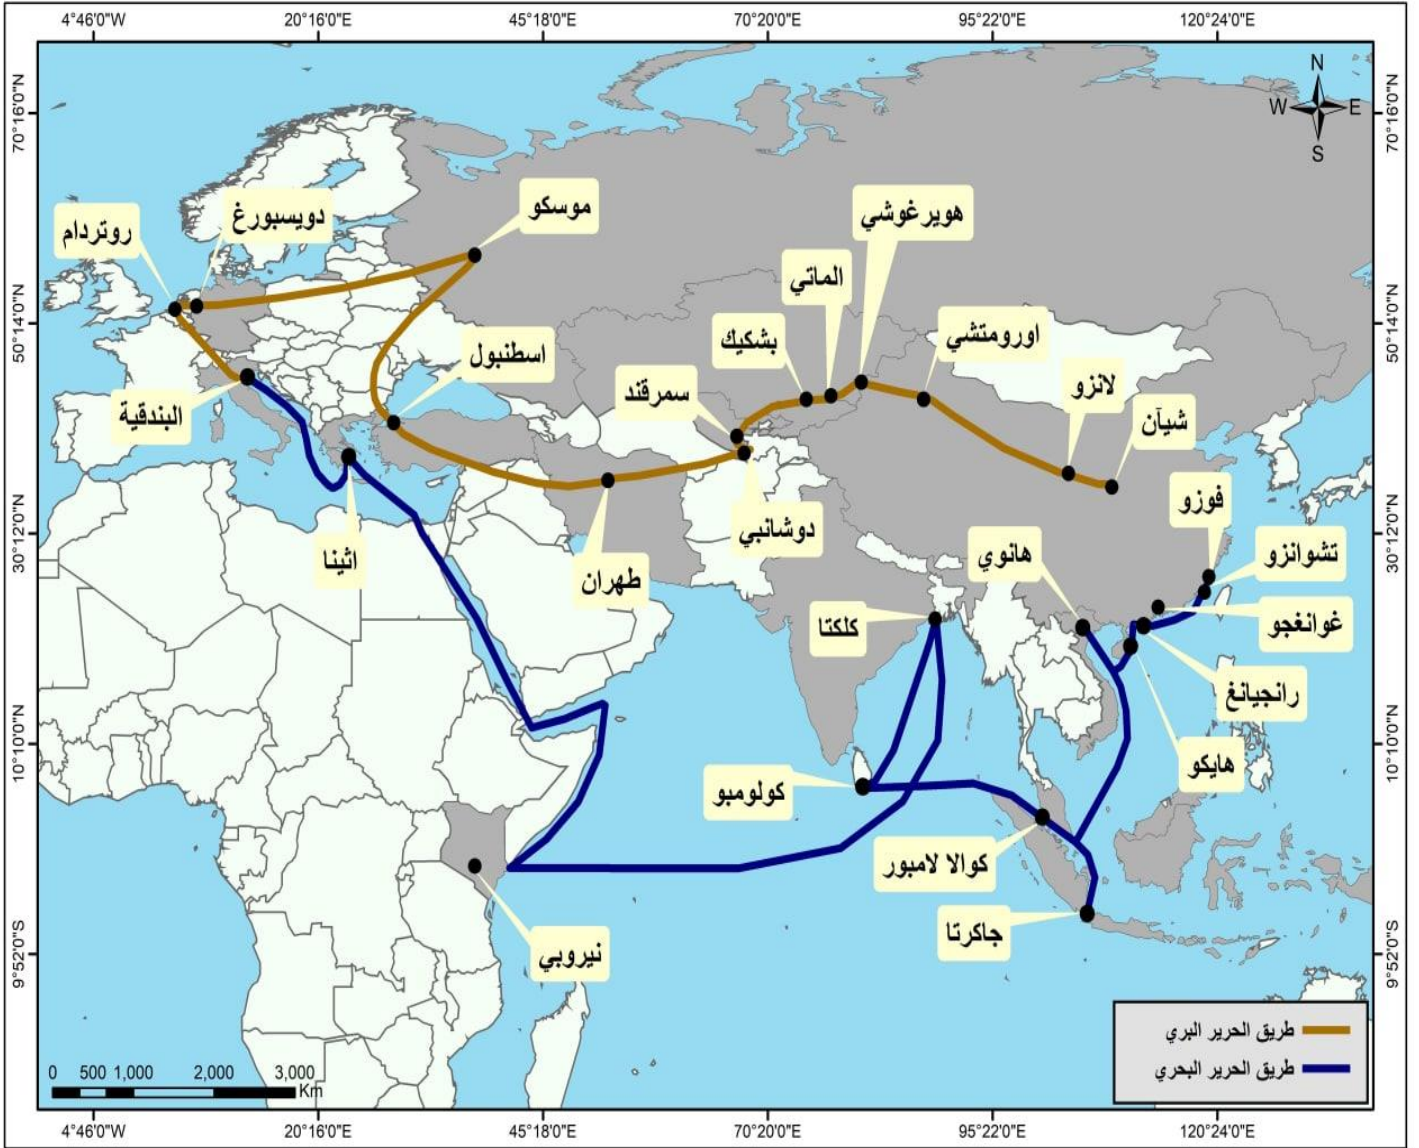 4°46'0"W 20°16'0"E 45°18'0"E 70°20'0"E 95°22'0"E 120°24'0"E
70°16'0"N
70°16'0"N
50°14'0"N
50°14'0"N
30°12'0"N
30°12'0"N
10°10'0"N
10°10'0"N
9°52'0"S
9°52'0"S
N
W E
S
موسكو
هويرغوشي
دويسبورغ
روتردام
الماتي
بشكيك
اورومتشي
اسطنبول
سمرقند
لانزو
شيآن
البندقية
فوزو
دوشانبي
تشوانزو
هانوي
اثينا
طهران
كلكتا
غوانغجو
رانجيانغ
هايكو
كولومبو
كوالا لامبور
جاكرتا
نيروبي
طريق الحرير البري
طريق الحرير البحري
0 500 1,000 2,000 3,000
Km
4°46'0"W 20°16'0"E 45°18'0"E 70°20'0"E 95°22'0"E 120°24'0"E